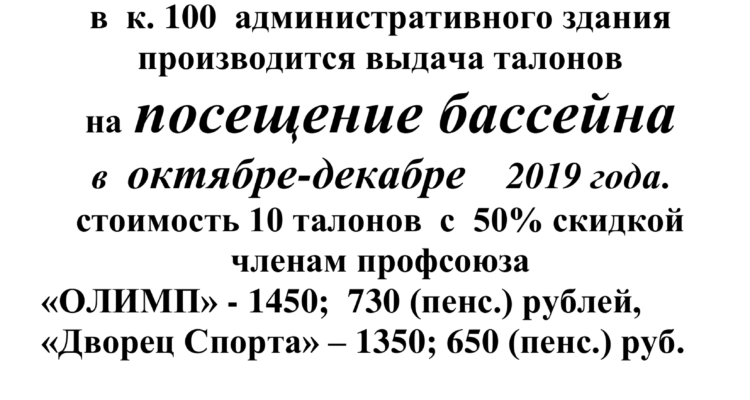 в к. 100 административного здания
производится выдача талонов
на посещение бассейна
в октябре-декабре 2019 года.
стоимость 10 талонов с 50% скидкой
членам профсоюза
«ОЛИМП» - 1450; 730 (пенс.) рублей,
«Дворец Спорта» – 1350; 650 (пенс.) руб.